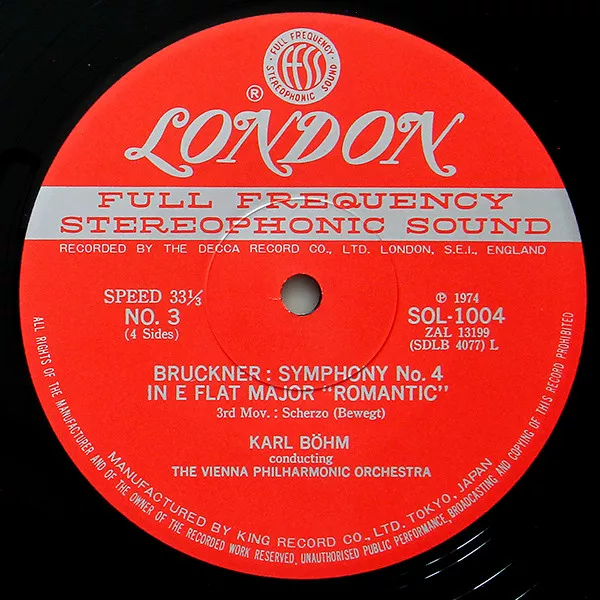 FULL FREQUENCY
FFSS
STEREOPHONIC SOUND
®
LONDON
FULL FREQUENCY
STEREOPHONIC SOUND
RECORDED BY THE DECCA RECORD CO., LTD. LONDON, S.E.I., ENGLAND
SPEED 33⅓
NO. 3
(4 Sides)
℗ 1974
SOL-1004
ZAL 13199
(SDLB 4077) L
BRUCKNER : SYMPHONY No. 4
IN E FLAT MAJOR "ROMANTIC"
3rd Mov. : Scherzo (Bewegt)
KARL BÖHM
conducting
THE VIENNA PHILHARMONIC ORCHESTRA
MANUFACTURED BY KING RECORD CO., LTD. TOKYO, JAPAN
ALL RIGHTS OF THE MANUFACTURER AND OF THE OWNER OF THE RECORDED WORK RESERVED, UNAUTHORISED PUBLIC PERFORMANCE, BROADCASTING AND COPYING OF THIS RECORD PROHIBITED